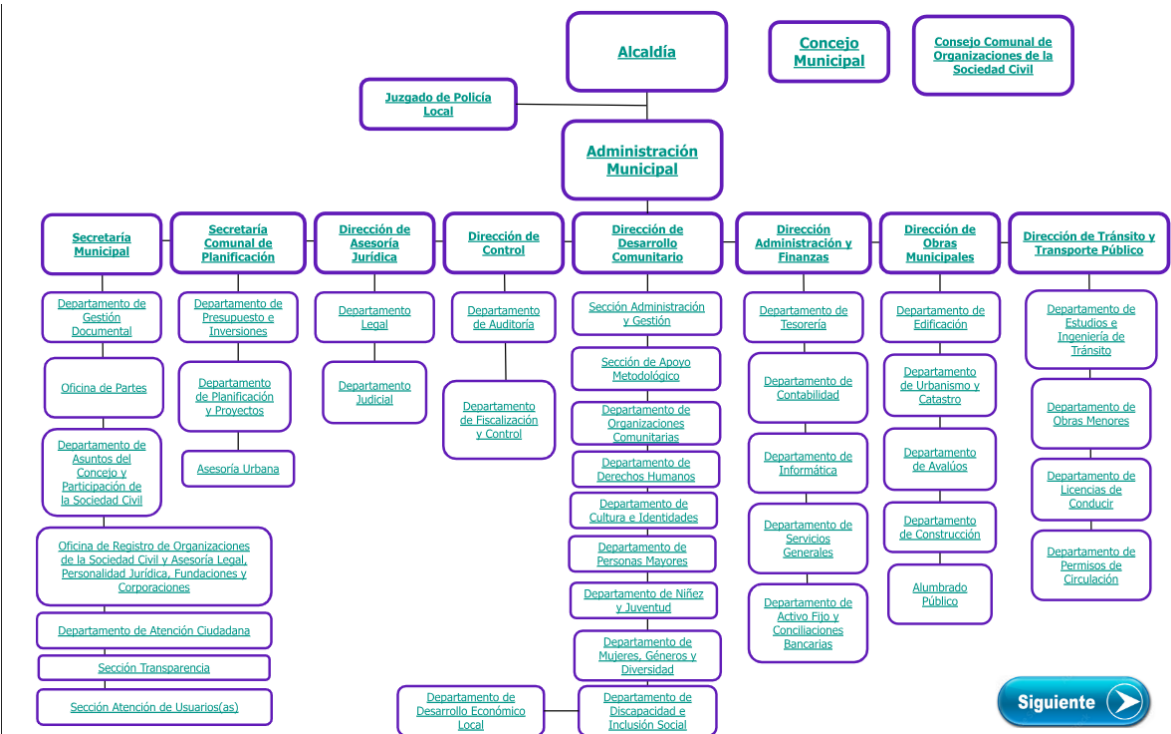 Alcaldía
Concejo
Municipal
Consejo Comunal de
Organizaciones de la
Sociedad Civil
Juzgado de Policía
Local
Administración
Municipal
Secretaría
Municipal
Secretaría
Comunal de
Planificación
Dirección de
Asesoría
Jurídica
Dirección de
Control
Dirección de
Desarrollo
Comunitario
Dirección
Administración y
Finanzas
Dirección de
Obras
Municipales
Dirección de Tránsito y
Transporte Público
Departamento de
Gestión
Documental
Oficina de Partes
Departamento de
Asuntos del
Concejo y
Participación de
la Sociedad Civil
Oficina de Registro de Organizaciones
de la Sociedad Civil y Asesoría Legal,
Personalidad Jurídica, Fundaciones y
Corporaciones
Departamento de Atención Ciudadana
Sección Transparencia
Sección Atención de Usuarios(as)
Departamento de
Presupuesto e
Inversiones
Departamento
de Planificación
y Proyectos
Asesoría Urbana
Departamento
Legal
Departamento
Judicial
Departamento
de Auditoría
Departamento
de Fiscalización
y Control
Sección Administración
y Gestión
Sección de Apoyo
Metodológico
Departamento de
Organizaciones
Comunitarias
Departamento de
Derechos Humanos
Departamento de
Cultura e Identidades
Departamento de
Personas Mayores
Departamento de Niñez
y Juventud
Departamento de
Mujeres, Géneros y
Diversidad
Departamento de
Discapacidad e
Inclusión Social
Departamento de
Desarrollo Económico
Local
Departamento de
Tesorería
Departamento de
Contabilidad
Departamento de
Informática
Departamento de
Servicios
Generales
Departamento de
Activo Fijo y
Conciliaciones
Bancarias
Departamento de
Edificación
Departamento
de Urbanismo y
Catastro
Departamento
de Avalúos
Departamento
de Construcción
Alumbrado
Público
Departamento de
Estudios e
Ingeniería de
Tránsito
Departamento de
Obras Menores
Departamento de
Licencias de
Conducir
Departamento de
Permisos de
Circulación
Siguiente